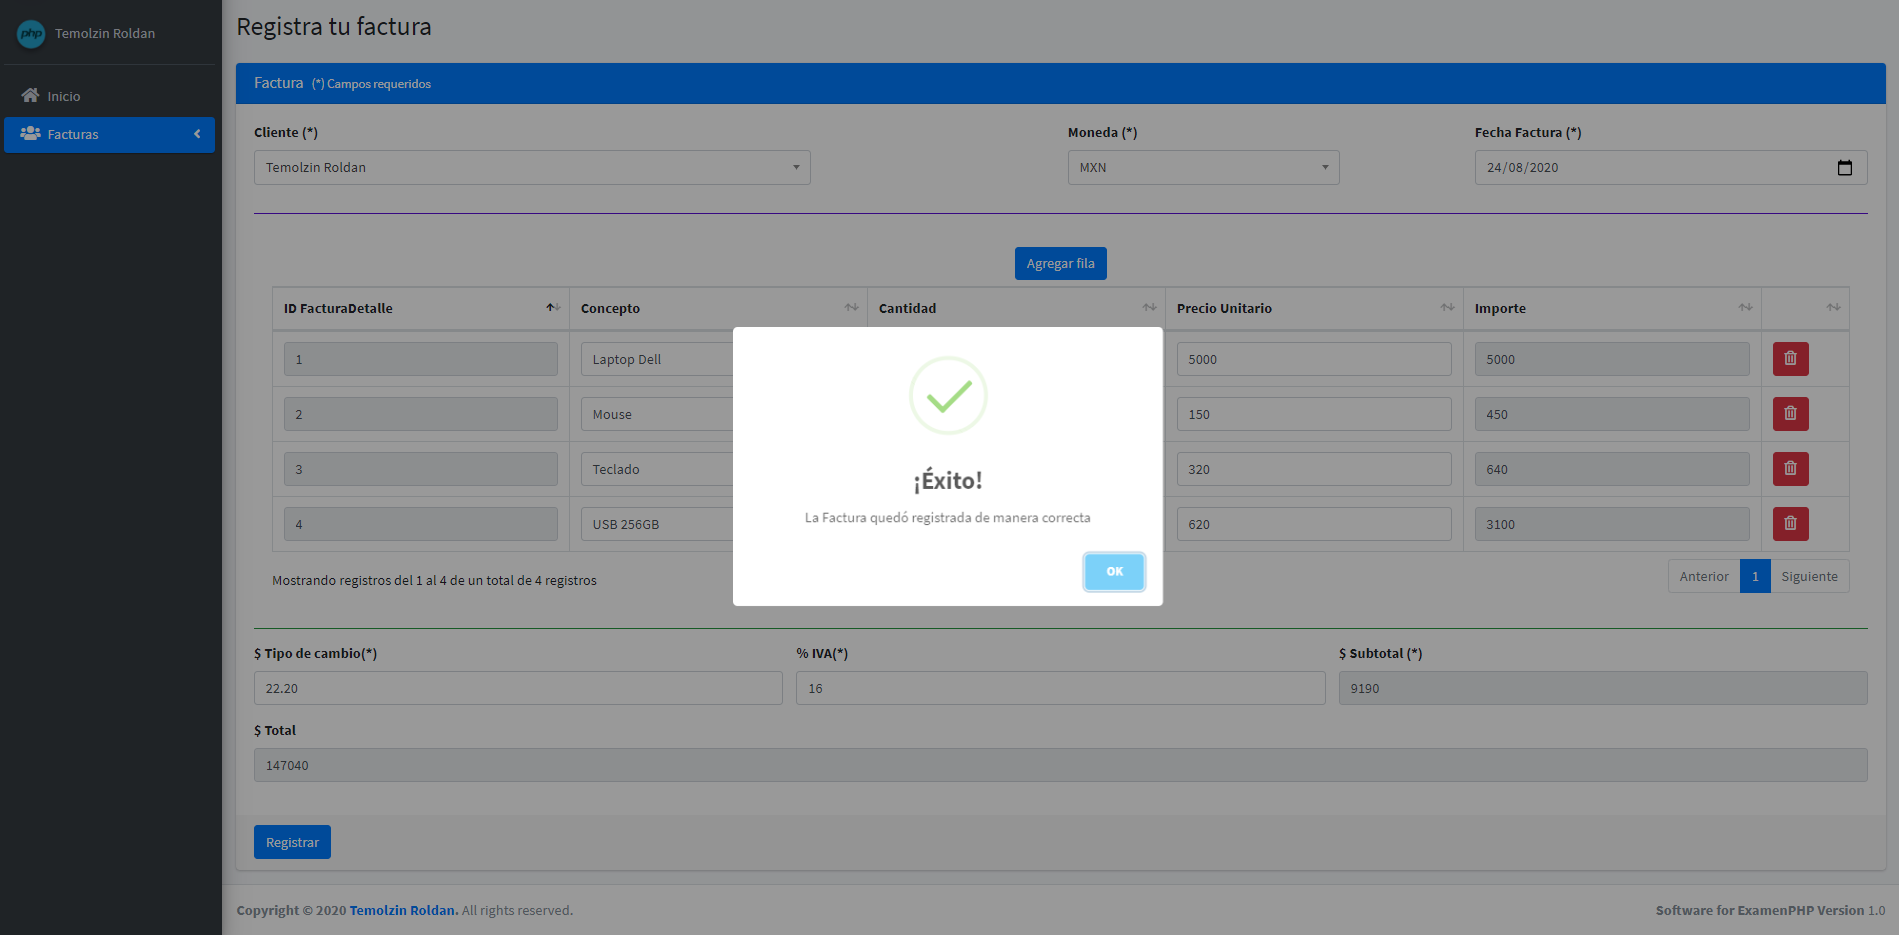 php Temolzin Roldan
Inicio
Facturas
Registra tu factura
Factura (*) Campos requeridos
Cliente (*) Moneda (*) Fecha Factura (*)
Temolzin Roldan MXN 24/08/2020
Agregar fila
ID FacturaDetalle Concepto Cantidad Precio Unitario Importe
1 Laptop Dell 5000 5000
2 Mouse 150 450
3 Teclado 320 640
4 USB 256GB 620 3100
¡Éxito!
La Factura quedó registrada de manera correcta
OK
Mostrando registros del 1 al 4 de un total de 4 registros
Anterior 1 Siguiente
$ Tipo de cambio(*) % IVA(*) $ Subtotal (*)
22.20 16 9190
$ Total
147040
Registrar
Copyright © 2020 Temolzin Roldan. All rights reserved.
Software for ExamenPHP Version 1.0